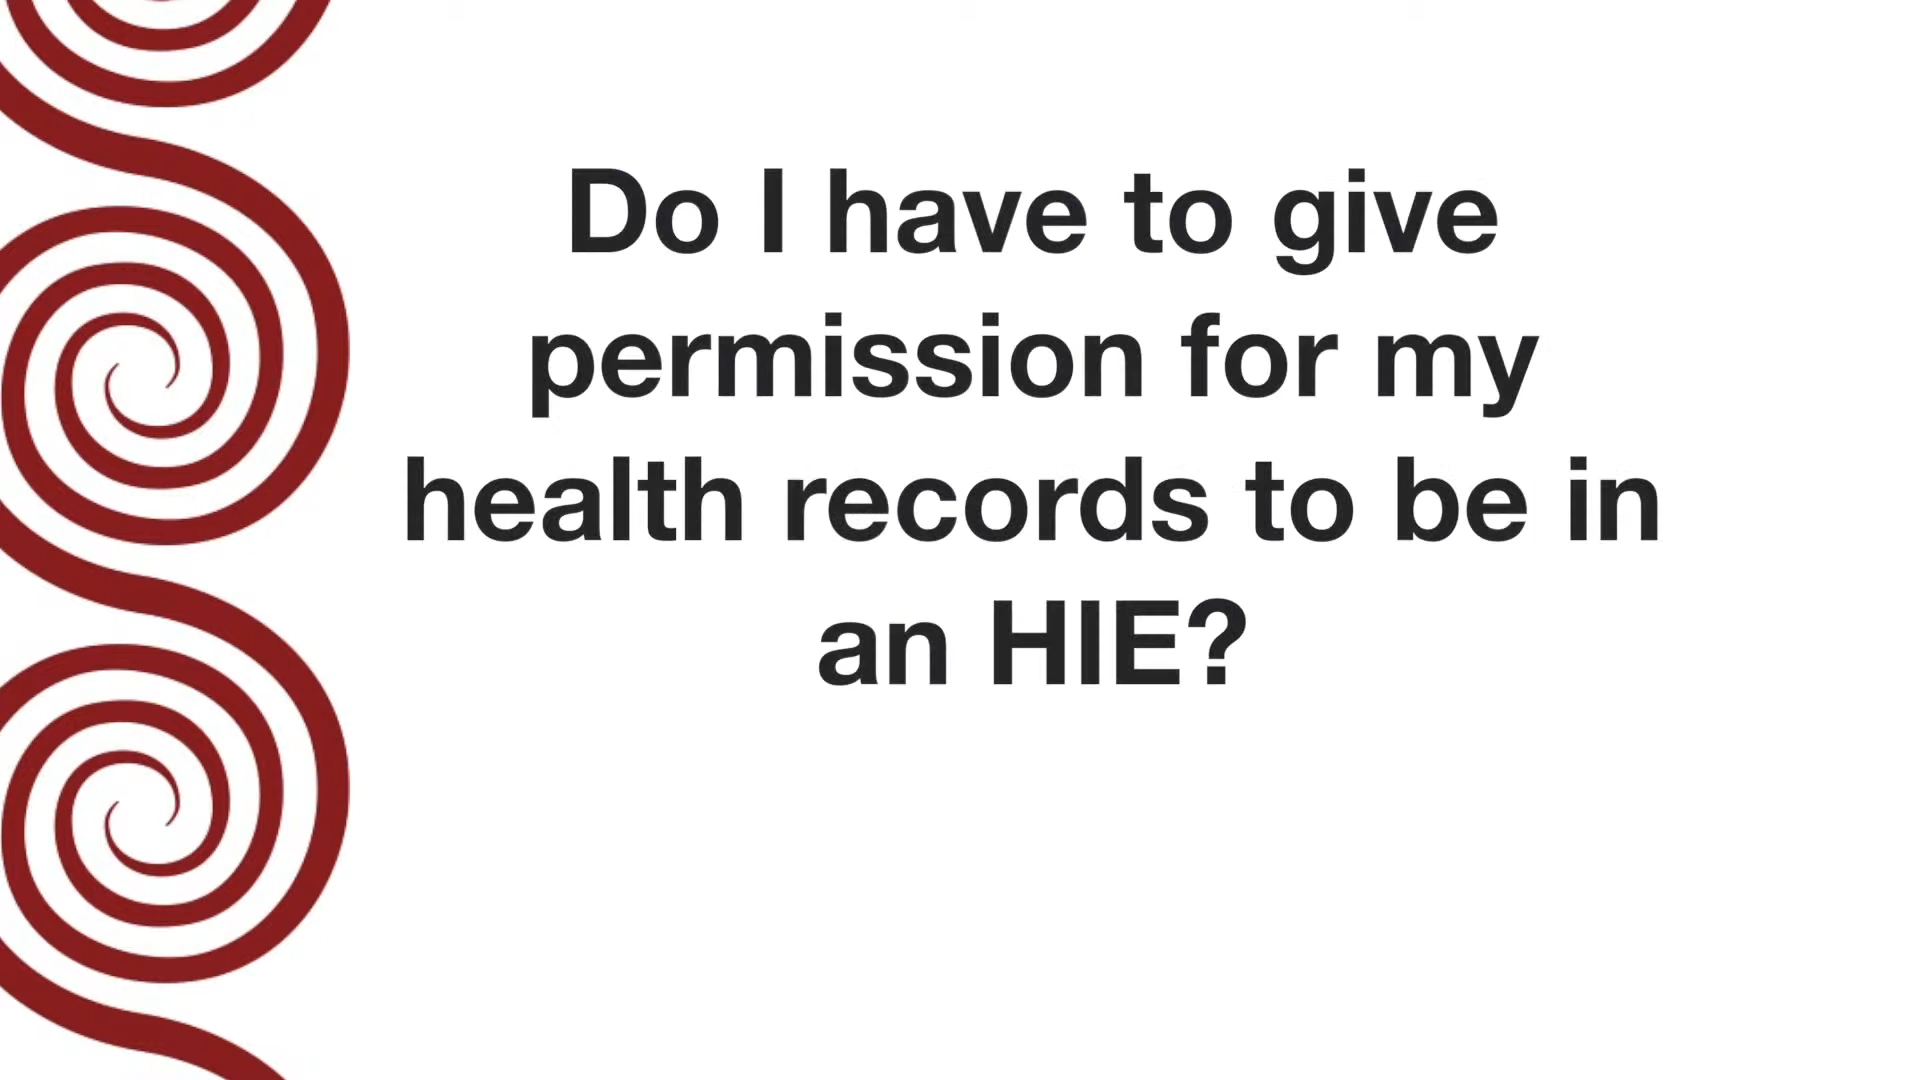 Do I have to give
permission for my
health records to be in
an HIE?